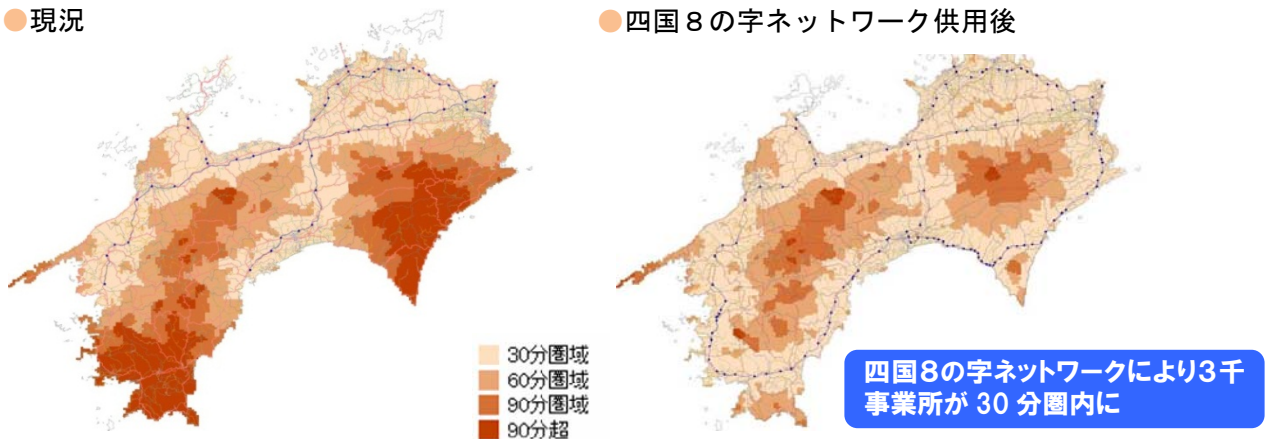 ●現況
●四国８の字ネットワーク供用後
30分圏域
60分圏域
90分圏域
90分超
四国８の字ネットワークにより３千
事業所が 30 分圏内に